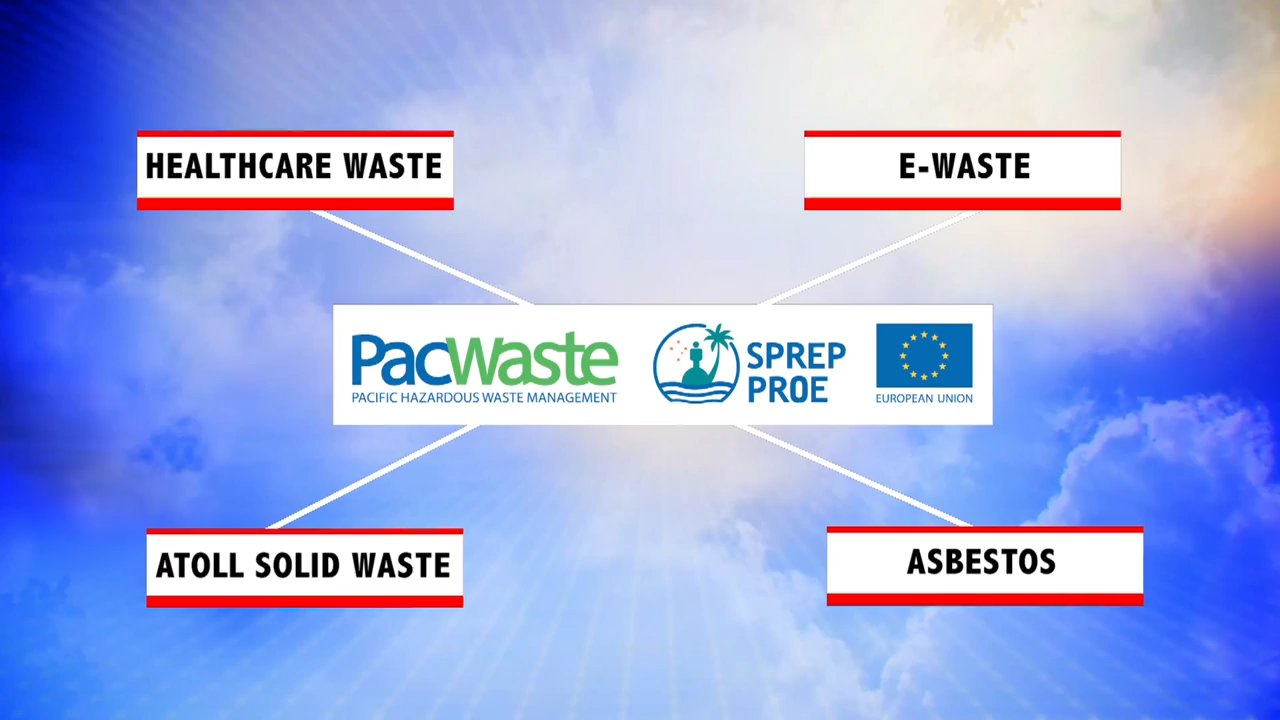 HEALTHCARE WASTE
E-WASTE
PacWaste
PACIFIC HAZARDOUS WASTE MANAGEMENT
SPREP
PROE
EUROPEAN UNION
ATOLL SOLID WASTE
ASBESTOS